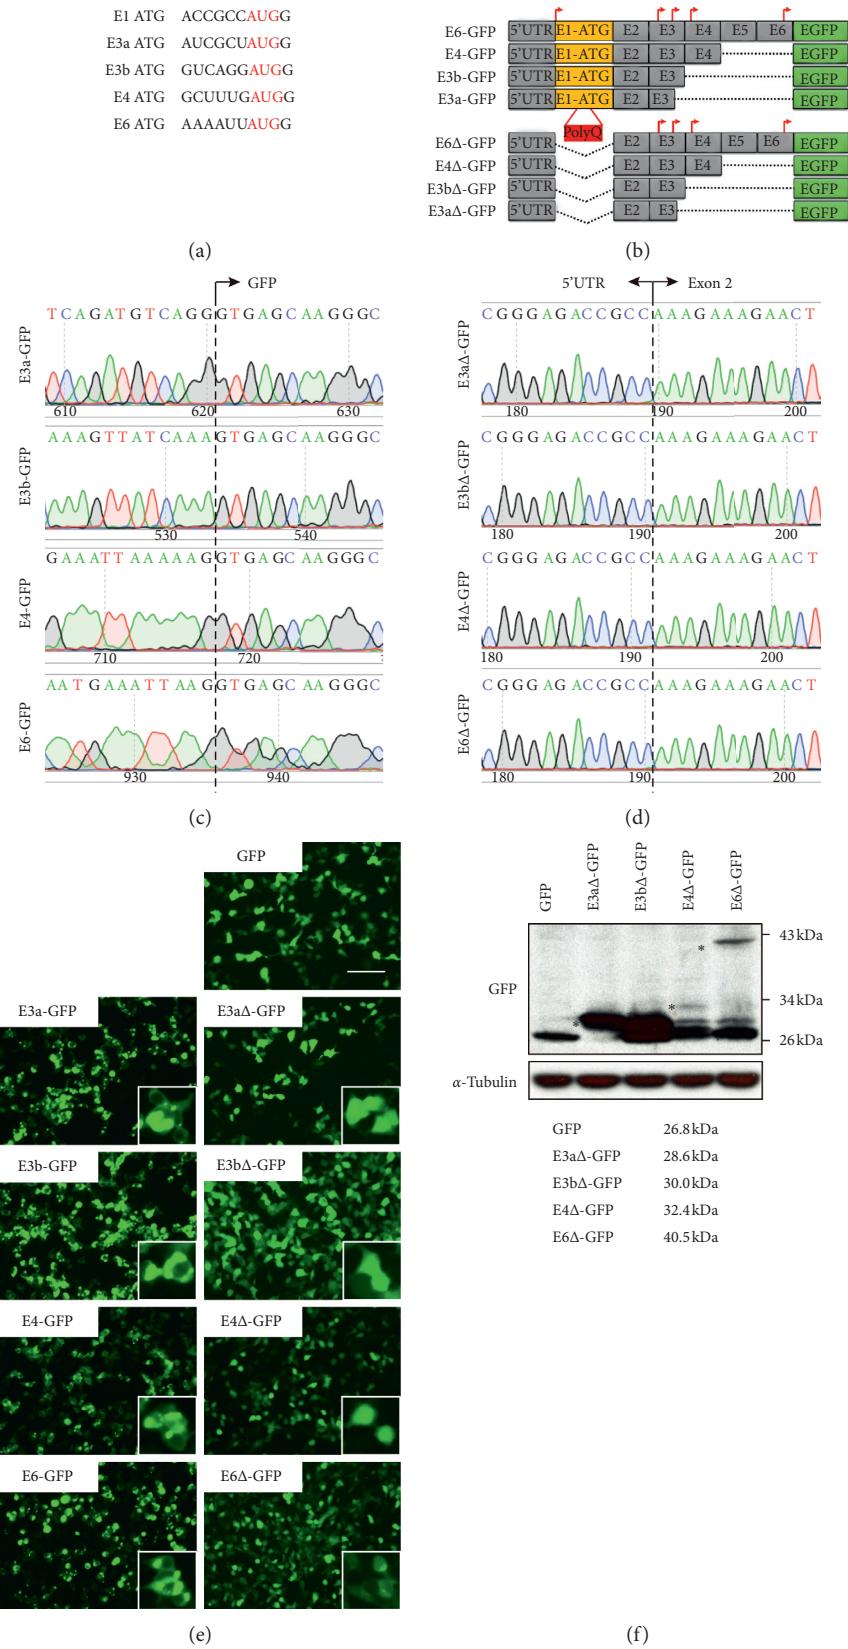 E1 ATG ACCGCCAUGG
E3a ATG AUCGCUAUGG
E3b ATG GUCAGGAUGG
E4 ATG GCUUUGAUGG
E6 ATG AAAAUUAUGG
(a)
E6-GFP 5'UTR E1-ATG E2 E3 E4 E5 E6 EGFP
E4-GFP 5'UTR E1-ATG E2 E3 E4 EGFP
E3b-GFP 5'UTR E1-ATG E2 E3 EGFP
E3a-GFP 5'UTR E1-ATG E2 E3 EGFP
PolyQ
E6Δ-GFP 5'UTR E2 E3 E4 E5 E6 EGFP
E4Δ-GFP 5'UTR E2 E3 E4 EGFP
E3bΔ-GFP 5'UTR E2 E3 EGFP
E3aΔ-GFP 5'UTR E2 E3 EGFP
(b)
GFP
E3a-GFP
TCAGATGTCAGGGTGAGCAAGGGC
610 620 630
E3b-GFP
AAAGTTATCAAAGTGAGCAAGGGC
530 540
E4-GFP
GAAATTAAAAAGGTGAGCAAGGGC
710 720
E6-GFP
AATGAAATTAAGGTGAGCAAGGGC
930 940
(c)
5'UTR Exon 2
E3aΔ-GFP
CGGGAGACCGCCAAAGAAAGAACT
180 190 200
E3bΔ-GFP
CGGGAGACCGCCAAAGAAAGAACT
180 190 200
E4Δ-GFP
CGGGAGACCGCCAAAGAAAGAACT
180 190 200
E6Δ-GFP
CGGGAGACCGCCAAAGAAAGAACT
180 190 200
(d)
GFP
E3a-GFP E3aΔ-GFP
E3b-GFP E3bΔ-GFP
E4-GFP E4Δ-GFP
E6-GFP E6Δ-GFP
(e)
GFP E3aΔ-GFP E3bΔ-GFP E4Δ-GFP E6Δ-GFP
43 kDa
*
GFP
34 kDa
*
*
26 kDa
α-Tubulin
GFP 26.8 kDa
E3aΔ-GFP 28.6 kDa
E3bΔ-GFP 30.0 kDa
E4Δ-GFP 32.4 kDa
E6Δ-GFP 40.5 kDa
(f)